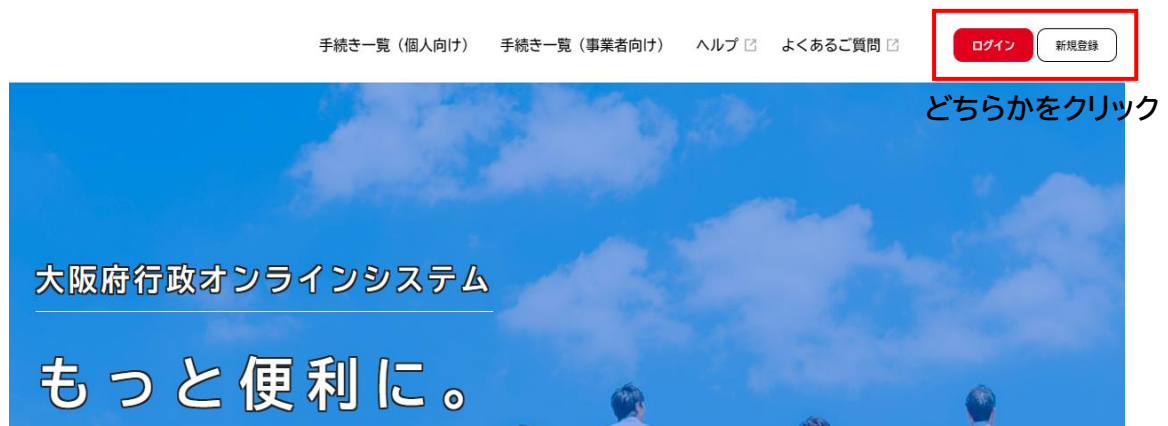 手続き一覧（個人向け） 手続き一覧（事業者向け） ヘルプ よくあるご質問 ログイン 新規登録
どちらかをクリック
大阪府行政オンラインシステム
もっと便利に。